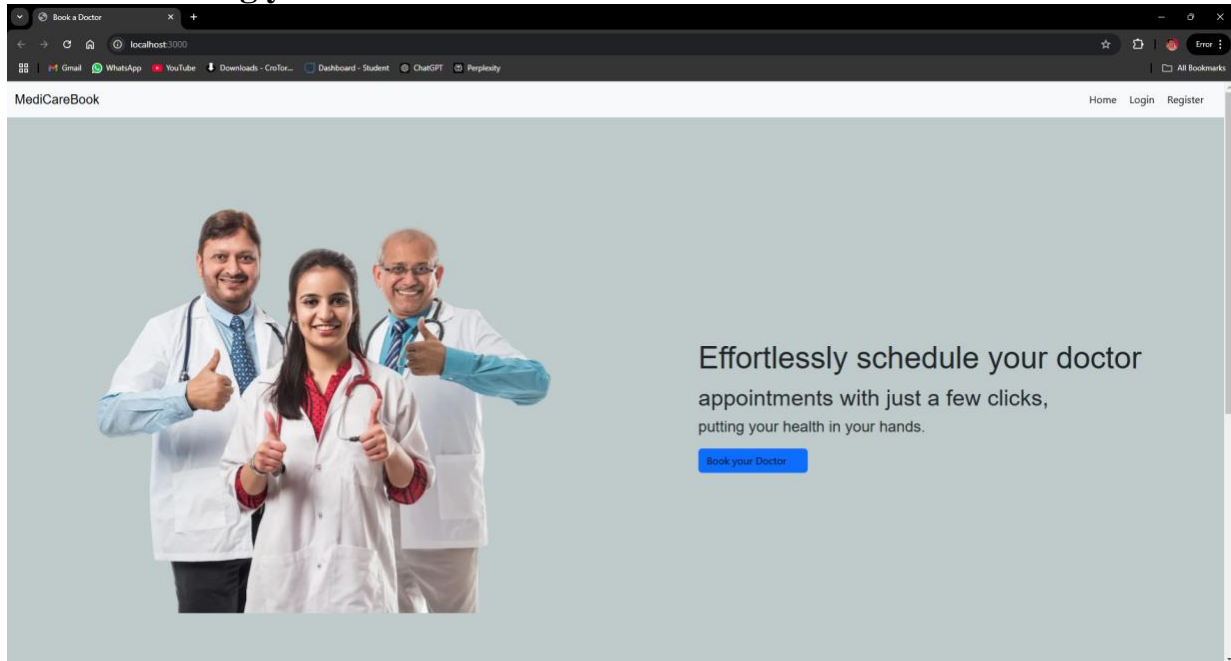 Book a Doctor
localhost:3000
Error
Gmail WhatsApp YouTube Downloads - CroTor... Dashboard - Student ChatGPT Perplexity All Bookmarks
MediCareBook Home Login Register
Effortlessly schedule your doctor
appointments with just a few clicks,
putting your health in your hands.
Book your Doctor